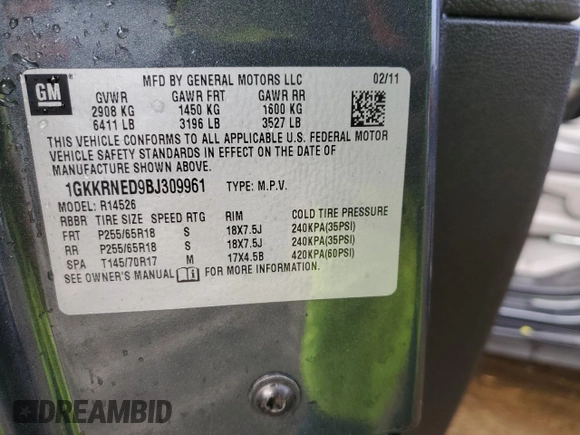 GM
MFD BY GENERAL MOTORS LLC 02/11
GVWR GAWR FRT GAWR RR
2908 KG 1450 KG 1600 KG
6411 LB 3196 LB 3527 LB
THIS VEHICLE CONFORMS TO ALL APPLICABLE U.S. FEDERAL MOTOR
VEHICLE SAFETY STANDARDS IN EFFECT ON THE DATE OF
MANUFACTURE SHOWN ABOVE.
1GKKRNED9BJ309961 TYPE: M.P.V.
MODEL: R14526
RBBR TIRE SIZE SPEED RTG RIM COLD TIRE PRESSURE
FRT P255/65R18 S 18X7.5J 240KPA(35PSI)
RR P255/65R18 S 18X7.5J 240KPA(35PSI)
SPA T145/70R17 M 17X4.5B 420KPA(60PSI)
SEE OWNER'S MANUAL FOR MORE INFORMATION
DREAMBID